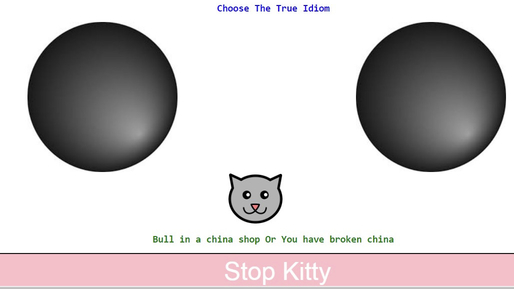 Choose The True Idiom
Bull in a china shop Or You have broken china
Stop Kitty